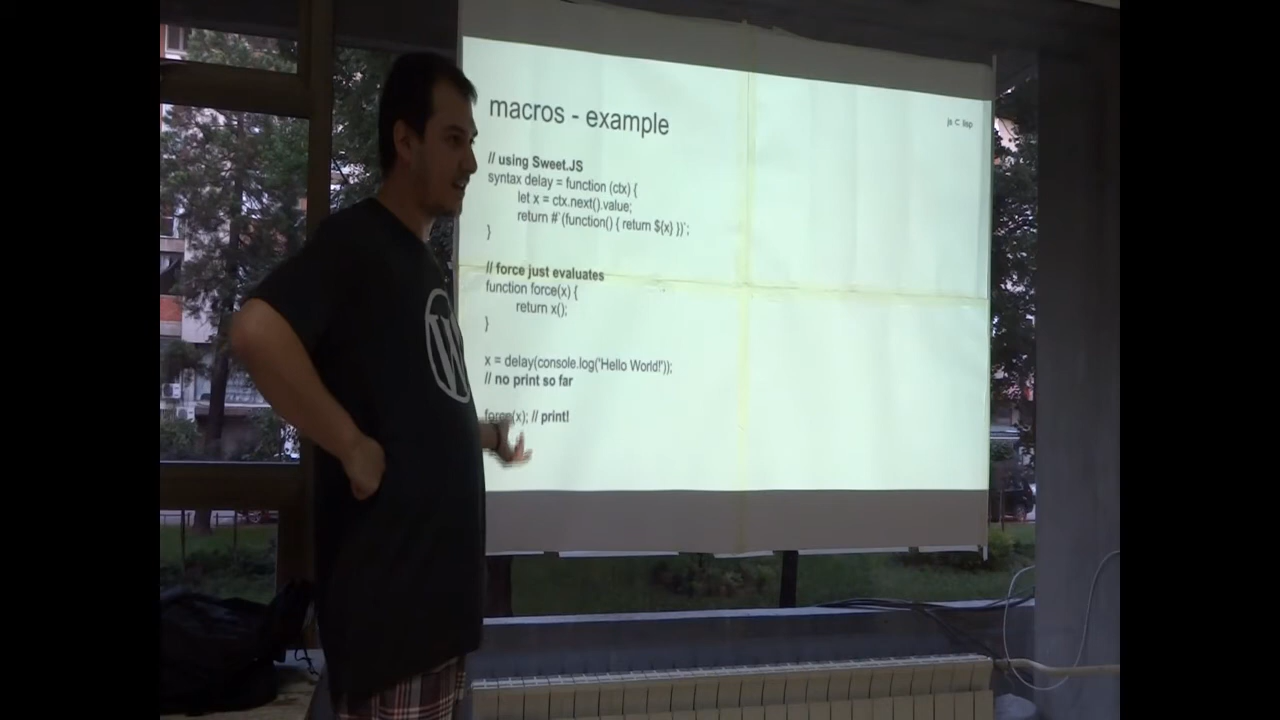 macros - example
js ⊂ lisp
// using Sweet.JS
syntax delay = function (ctx) {
let x = ctx.next().value;
return #`(function() { return ${x} })`;
}
// force just evaluates
function force(x) {
return x();
}
x = delay(console.log('Hello World!'));
// no print so far
force(x); // print!
W